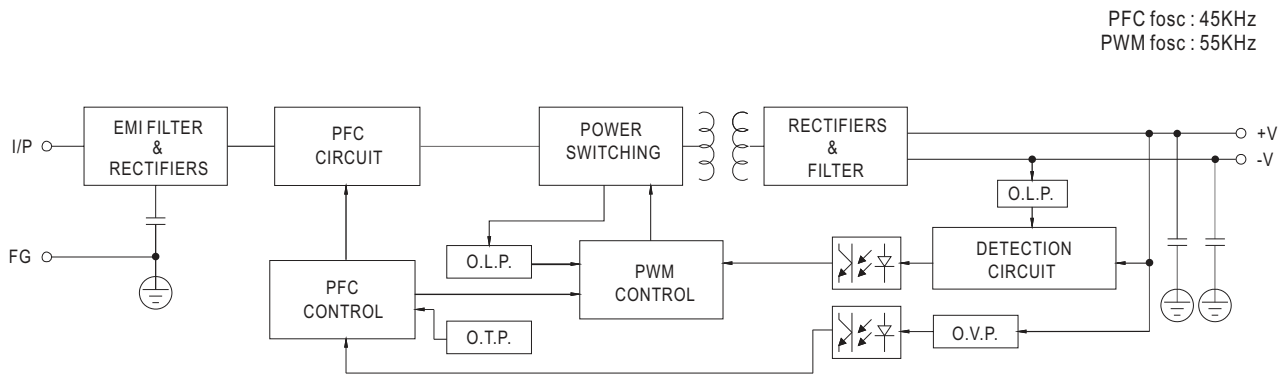 PFC fosc : 45KHz
PWM fosc : 55KHz
I/P
EMI FILTER
&
RECTIFIERS
PFC
CIRCUIT
POWER
SWITCHING
RECTIFIERS
&
FILTER
+V
-V
O.L.P.
FG
O.L.P.
PFC
CONTROL
PWM
CONTROL
DETECTION
CIRCUIT
O.T.P.
O.V.P.